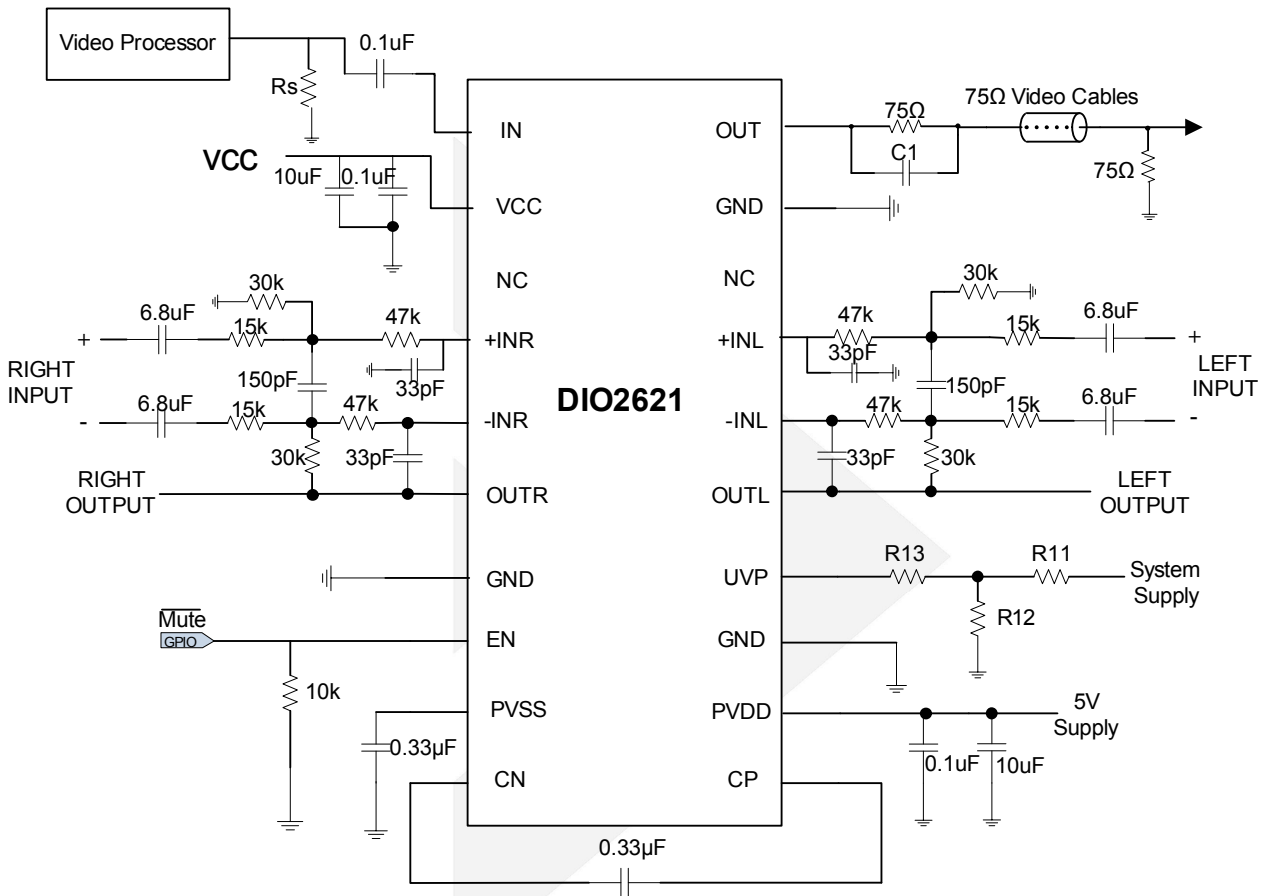 Video Processor
0.1uF
Rs
IN
OUT
75Ω
75Ω Video Cables
C1
75Ω
VCC
10uF
0.1uF
VCC
GND
NC
NC
30k
30k
6.8uF
15k
47k
+INR
+INL
47k
15k
6.8uF
+
+
RIGHT
INPUT
LEFT
INPUT
33pF
33pF
150pF
150pF
DIO2621
6.8uF
15k
47k
-INR
-INL
47k
15k
6.8uF
-
-
30k
33pF
33pF
30k
RIGHT
OUTPUT
OUTR
OUTL
LEFT
OUTPUT
GND
UVP
R13
R11
System
Supply
R12
Mute
GPIO
EN
GND
10k
PVSS
PVDD
5V
Supply
0.33µF
0.1uF
10uF
CN
CP
0.33µF